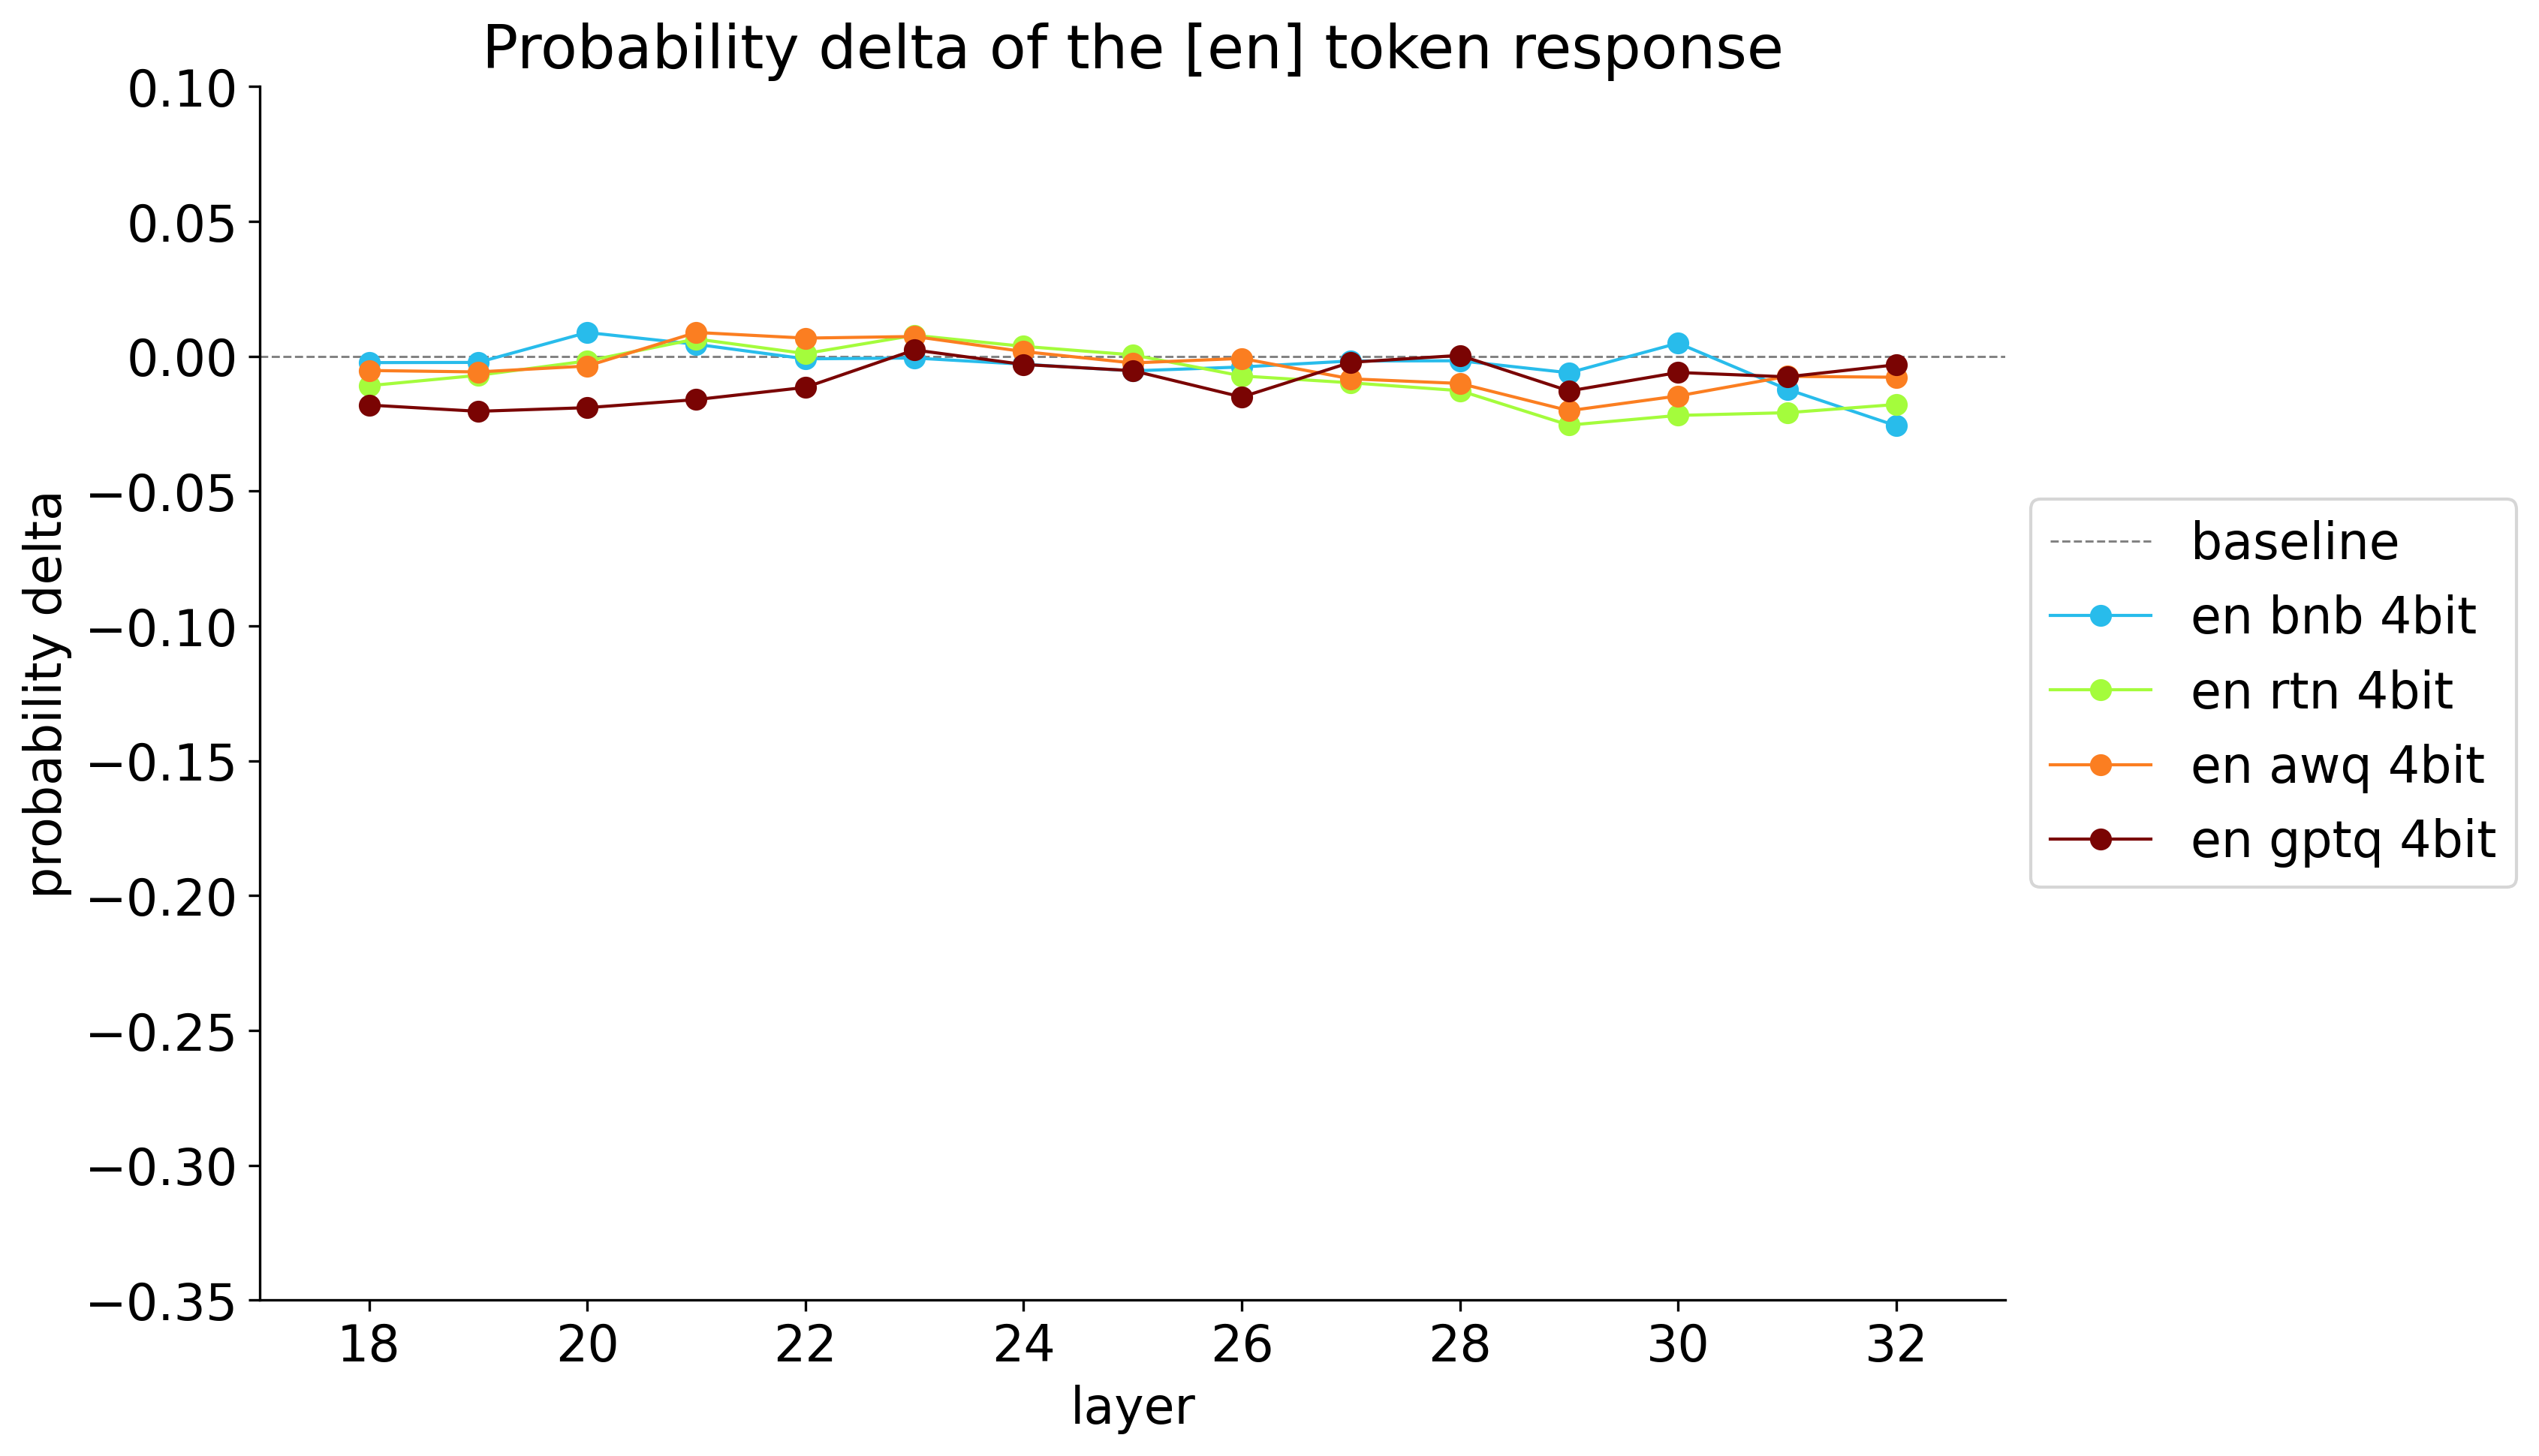 Probability delta of the [en] token response
0.10
0.05
0.00
−0.05
−0.10
−0.15
−0.20
−0.25
−0.30
−0.35
probability delta
18 20 22 24 26 28 30 32
layer
baseline
en bnb 4bit
en rtn 4bit
en awq 4bit
en gptq 4bit